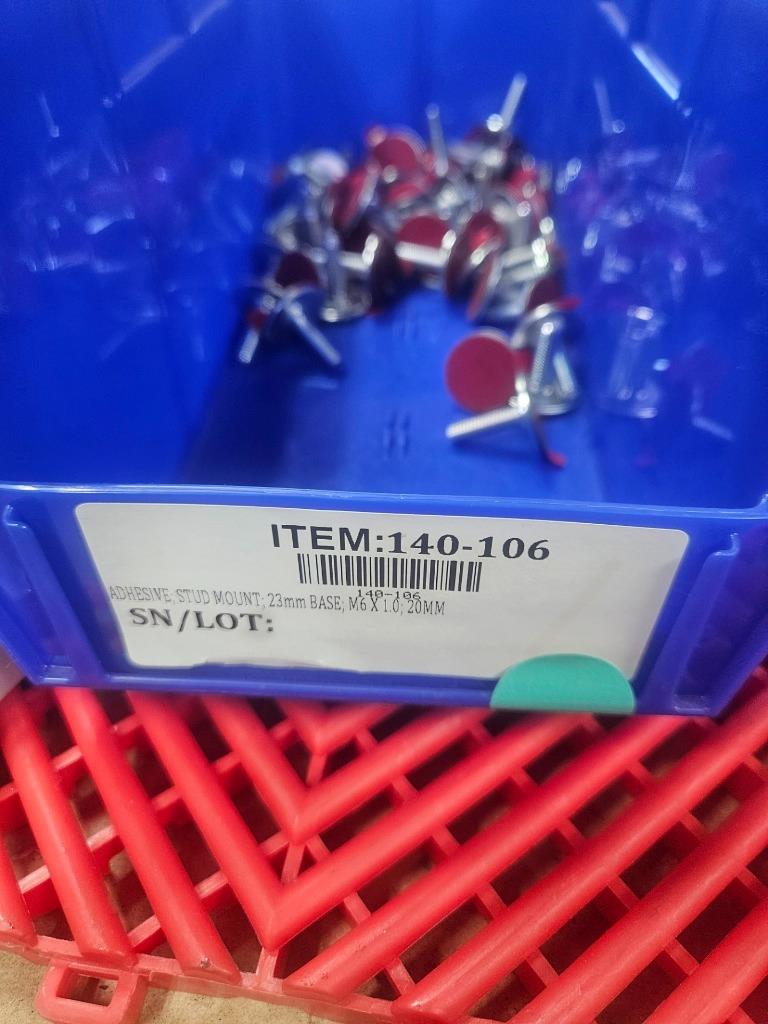 ITEM:140-106
140-106
ADHESIVE; STUD MOUNT; 23mm BASE; M6 X 1.0; 20MM
SN/LOT: